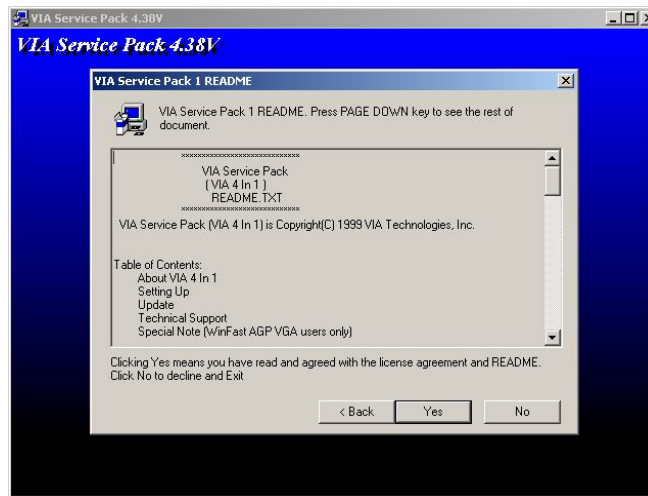 VIA Service Pack 4.38V
VIA Service Pack 4.38V
VIA Service Pack 1 README
VIA Service Pack 1 README. Press PAGE DOWN key to see the rest of
document.
xxxxxxxxxxxxxxxxxxxxxxxxxxxx
VIA Service Pack
( VIA 4 In 1 )
README.TXT
xxxxxxxxxxxxxxxxxxxxxxxxxxxx
VIA Service Pack (VIA 4 In 1) is Copyright(C) 1999 VIA Technologies, Inc.
Table of Contents:
About VIA 4 In 1
Setting Up
Update
Technical Support
Special Note (WinFast AGP VGA users only)
Clicking Yes means you have read and agreed with the license agreement and README.
Click No to decline and Exit
< Back
Yes
No